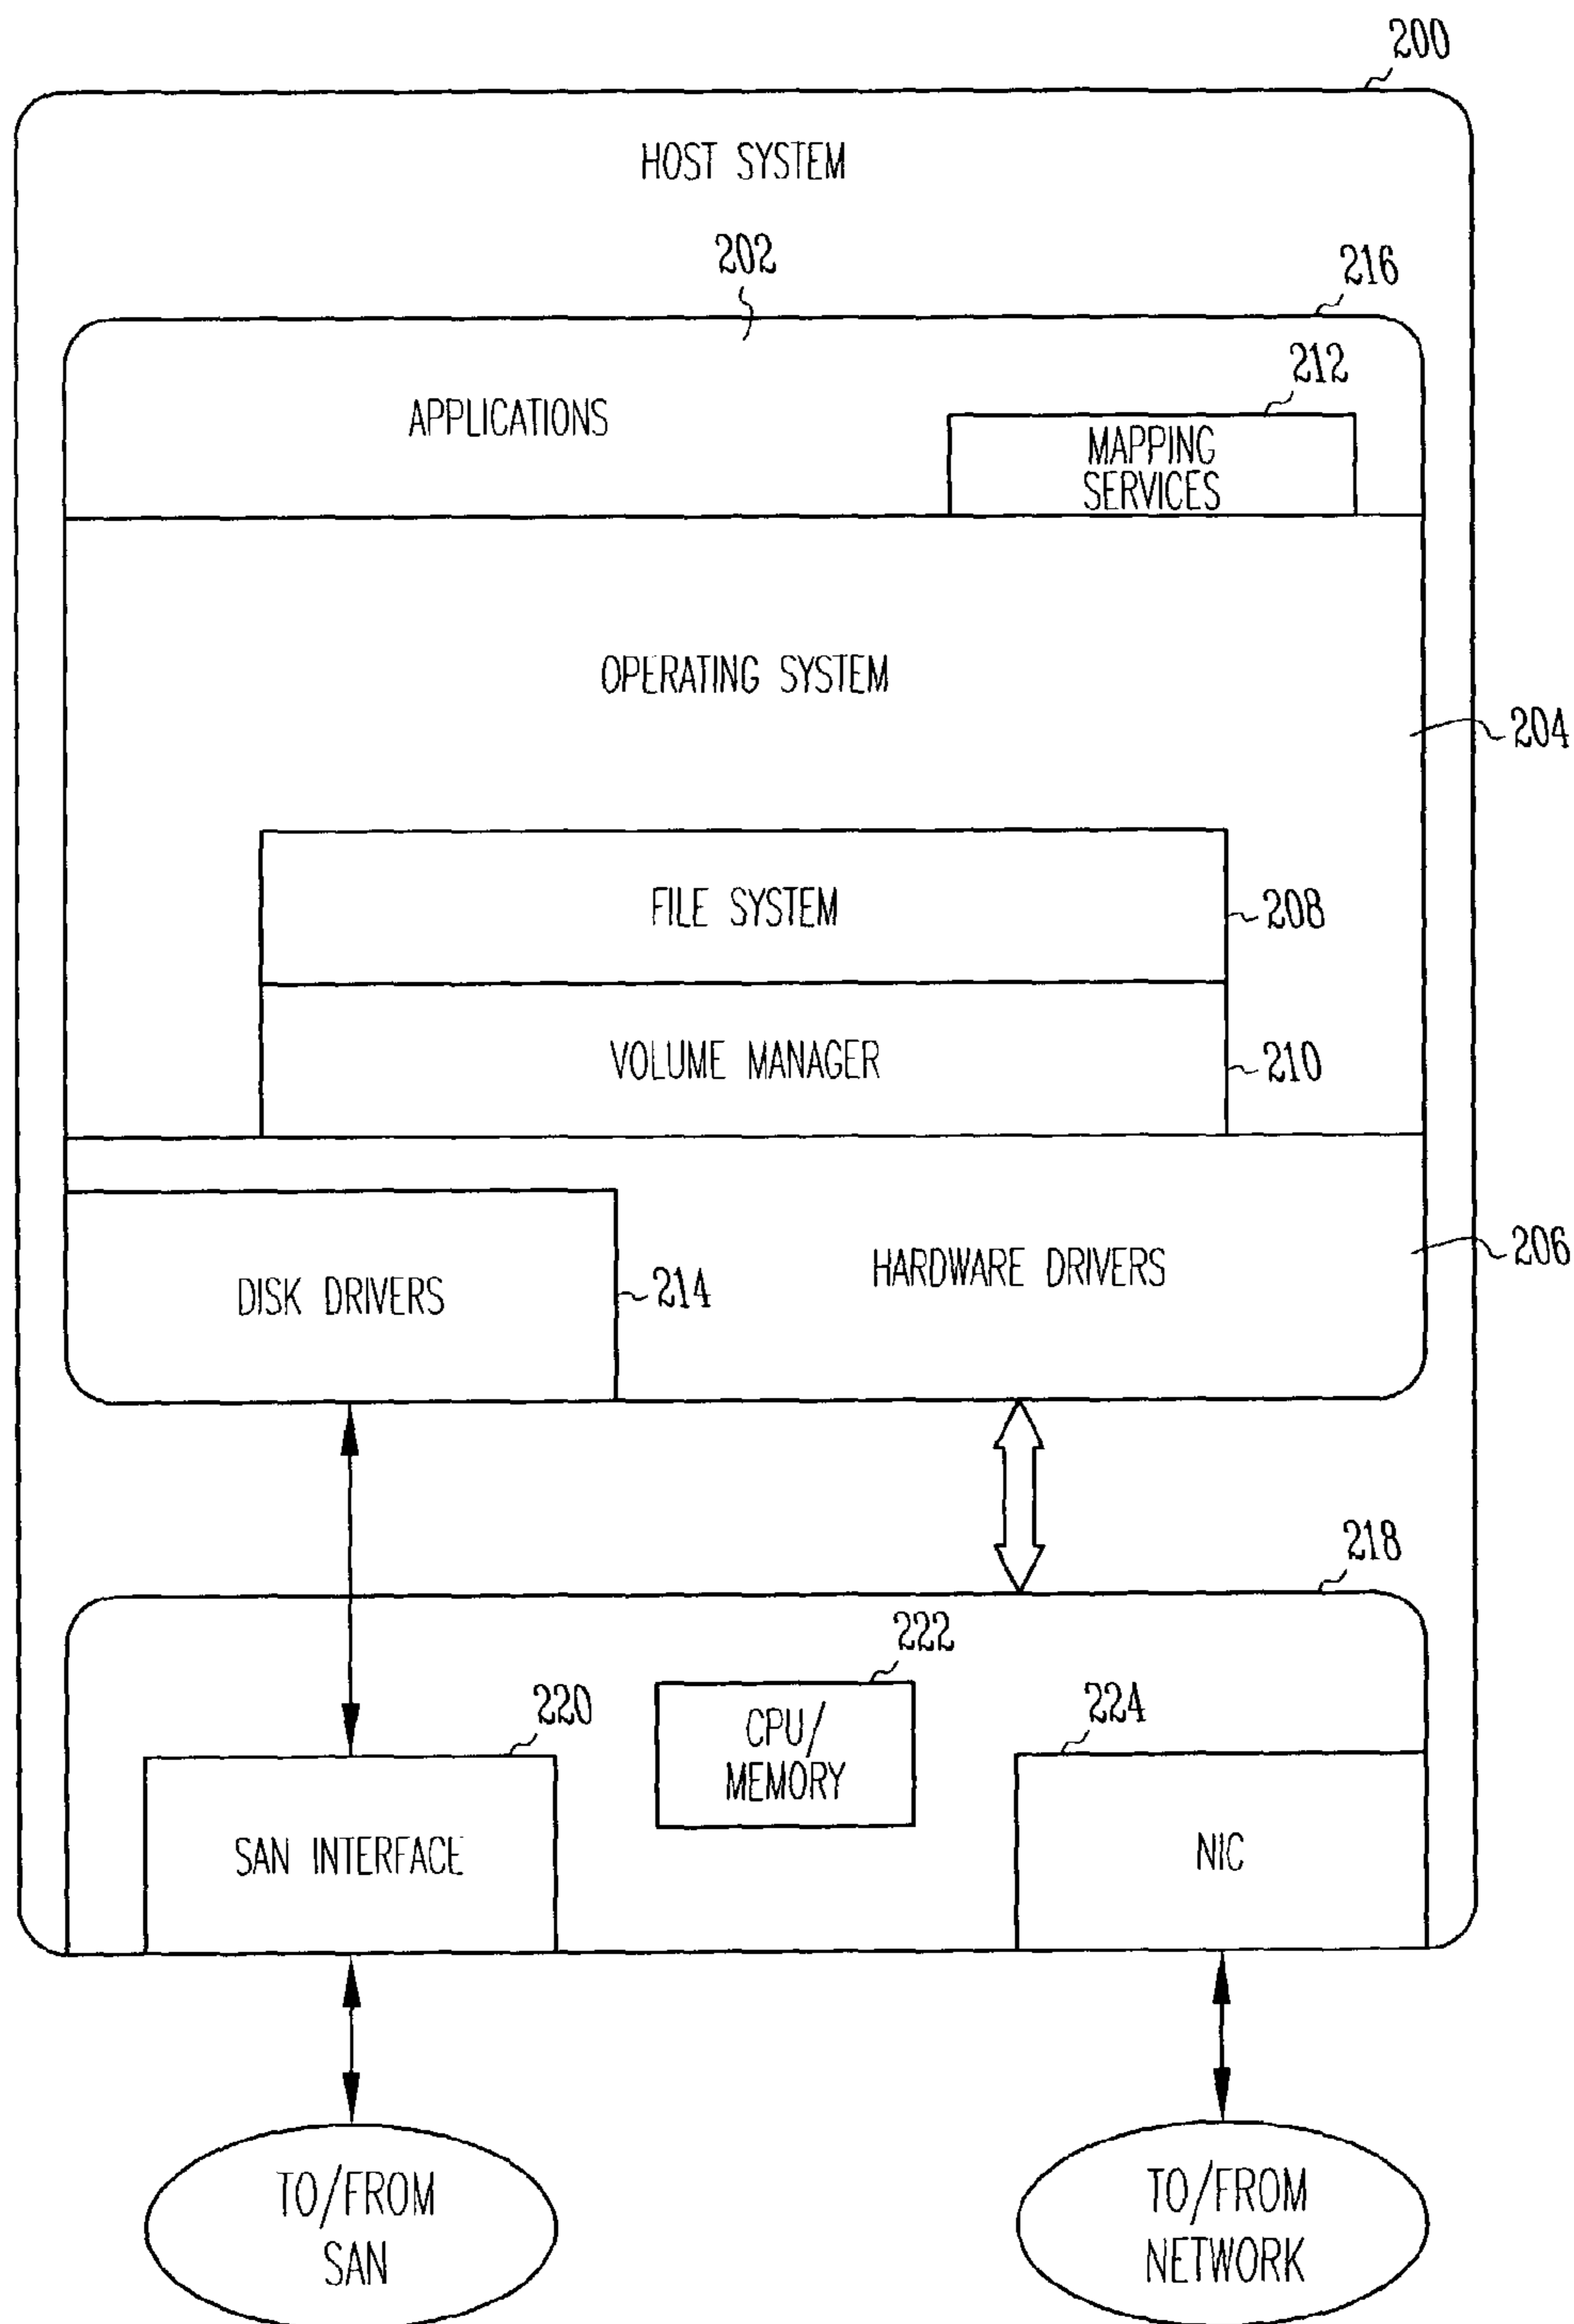 200
HOST SYSTEM
202
216
212
APPLICATIONS
MAPPING
SERVICES
OPERATING SYSTEM
204
FILE SYSTEM
208
VOLUME MANAGER
210
DISK DRIVERS
214
HARDWARE DRIVERS
206
218
222
220
CPU/
MEMORY
224
SAN INTERFACE
NIC
TO/FROM
SAN
TO/FROM
NETWORK